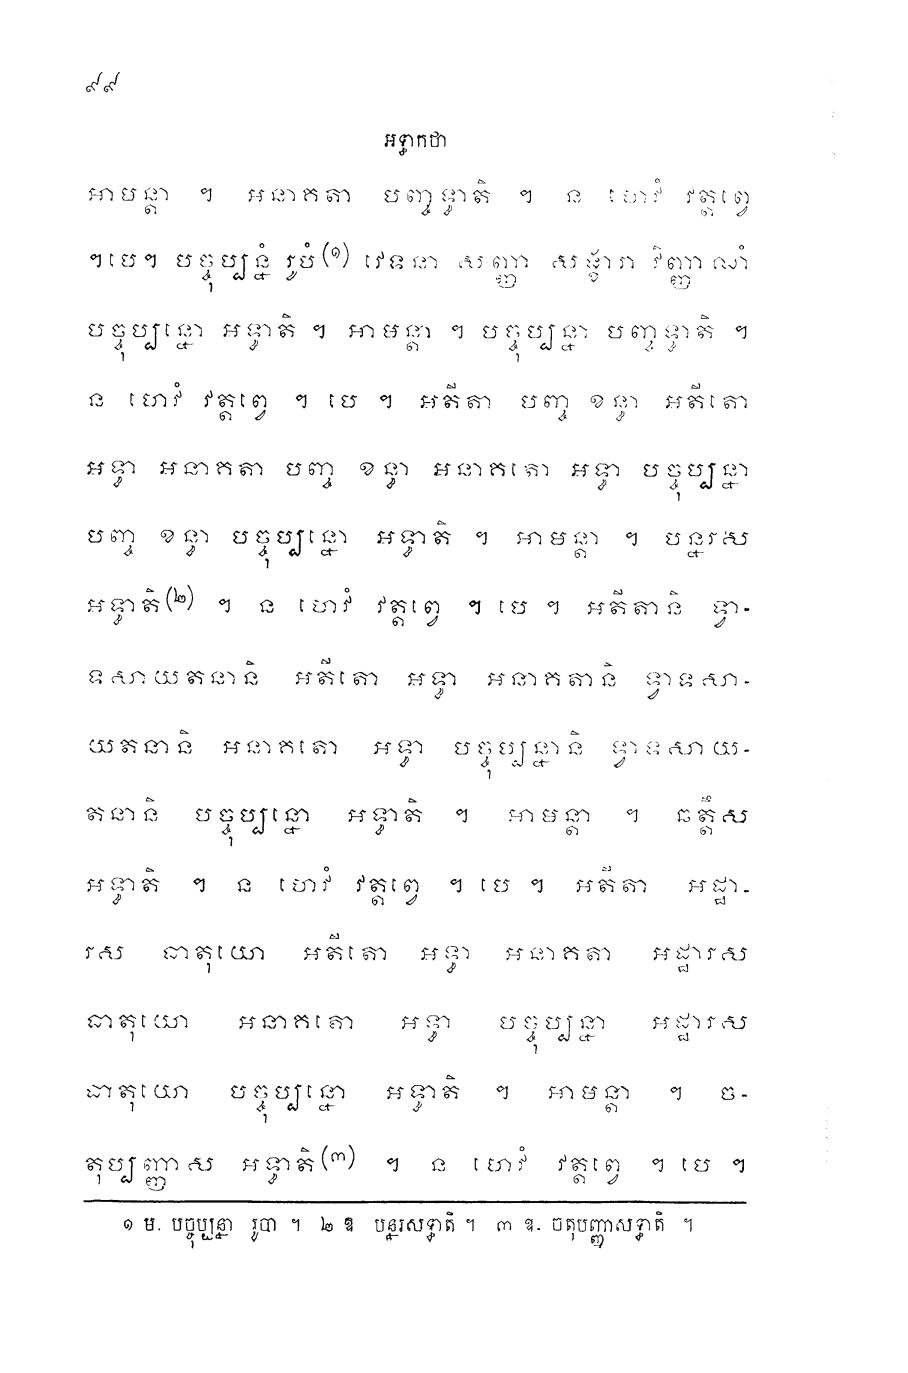 ៩៩
អទ្ធាកថា
អាមន្តា ។ អនាគតា បញ្ចទ្ធាតិ ។ ន ហេវំ វត្តព្វេ
។បេ។ បច្ចុប្បន្នំ រូបំ(១) វេទនា សញ្ញា សង្ខារា វិញ្ញាណំ
បច្ចុប្បន្នោ អទ្ធាតិ ។ អាមន្តា ។ បច្ចុប្បន្នា បញ្ចទ្ធាតិ ។
ន ហេវំ វត្តព្វេ ។ បេ ។ អតីតា បញ្ច ខន្ធា អតីតោ
អទ្ធា អនាគតា បញ្ច ខន្ធា អនាគតោ អទ្ធា បច្ចុប្បន្នា
បញ្ច ខន្ធា បច្ចុប្បន្នោ អទ្ធាតិ ។ អាមន្តា ។ បន្នរស
អទ្ធាតិ(២) ។ ន ហេវំ វត្តព្វេ ។ បេ ។ អតីតានិ ទ្វា-
ទសាយតនានិ អតីតោ អទ្ធា អនាគតានិ ទ្វាទសា-
យតនានិ អនាគតោ អទ្ធា បច្ចុប្បន្នានិ ទ្វាទសាយ-
តនានិ បច្ចុប្បន្នោ អទ្ធាតិ ។ អាមន្តា ។ ឆត្តឹស
អទ្ធាតិ ។ ន ហេវំ វត្តព្វេ ។ បេ ។ អតីតា អដ្ឋា-
រស ធាតុយោ អតីតោ អទ្ធា អនាគតា អដ្ឋារស
ធាតុយោ អនាគតោ អទ្ធា បច្ចុប្បន្នា អដ្ឋារស
ធាតុយោ បច្ចុប្បន្នោ អទ្ធាតិ ។ អាមន្តា ។ ច-
តុប្បញ្ញាស អទ្ធាតិ(៣) ។ ន ហេវំ វត្តព្វេ ។ បេ ។
១ ម. បច្ចុប្បន្នា រូបា ។ ២ ឱ បន្នរសទ្ធាតិ ។ ៣ ឱ. ចតុបញ្ញាសទ្ធាតិ ។